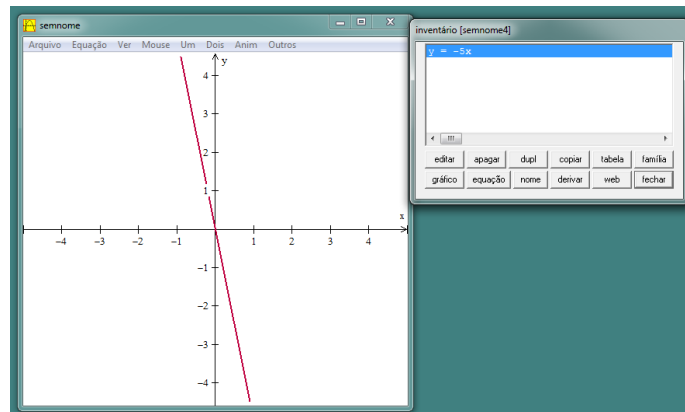 semnome
Arquivo Equação Ver Mouse Um Dois Anim Outros
y
4
3
2
1
x
−4 −3 −2 −1 1 2 3 4
−1
−2
−3
−4
inventário [semnome4]
y = -5x
editar apagar dupl copiar tabela família
gráfico equação nome derivar web fechar